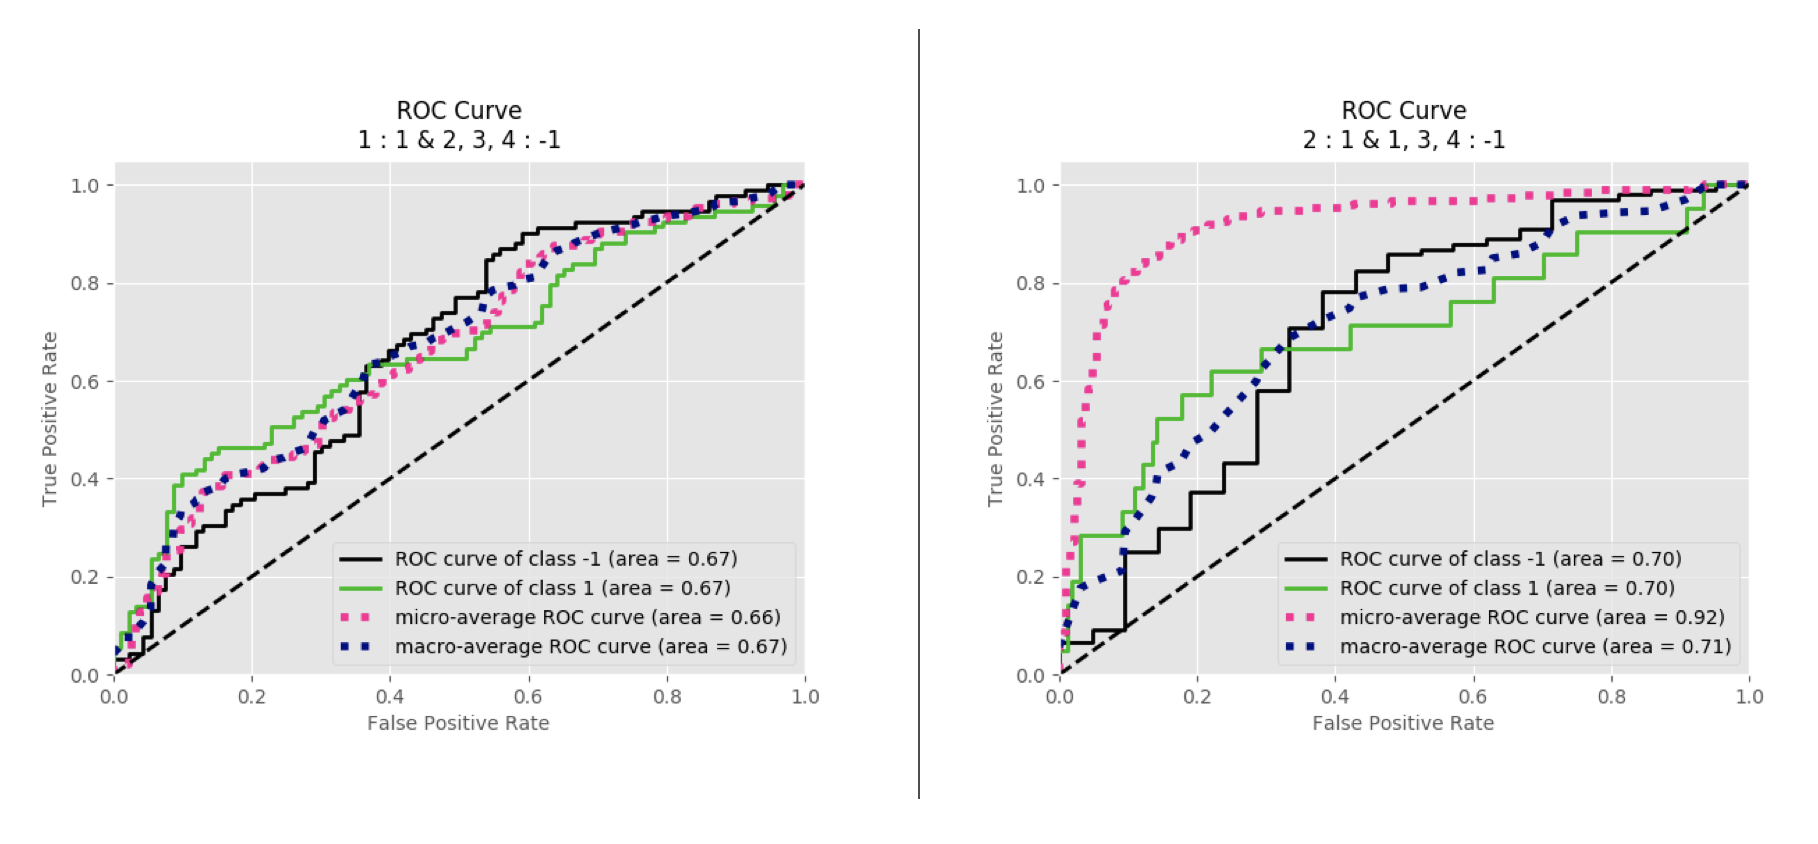 ROC Curve
1 : 1 & 2, 3, 4 : -1
True Positive Rate
1.0
0.8
0.6
0.4
0.2
0.0
ROC curve of class -1 (area = 0.67)
ROC curve of class 1 (area = 0.67)
micro-average ROC curve (area = 0.66)
macro-average ROC curve (area = 0.67)
0.0 0.2 0.4 0.6 0.8 1.0
False Positive Rate
ROC Curve
2 : 1 & 1, 3, 4 : -1
True Positive Rate
1.0
0.8
0.6
0.4
0.2
0.0
ROC curve of class -1 (area = 0.70)
ROC curve of class 1 (area = 0.70)
micro-average ROC curve (area = 0.92)
macro-average ROC curve (area = 0.71)
0.0 0.2 0.4 0.6 0.8 1.0
False Positive Rate